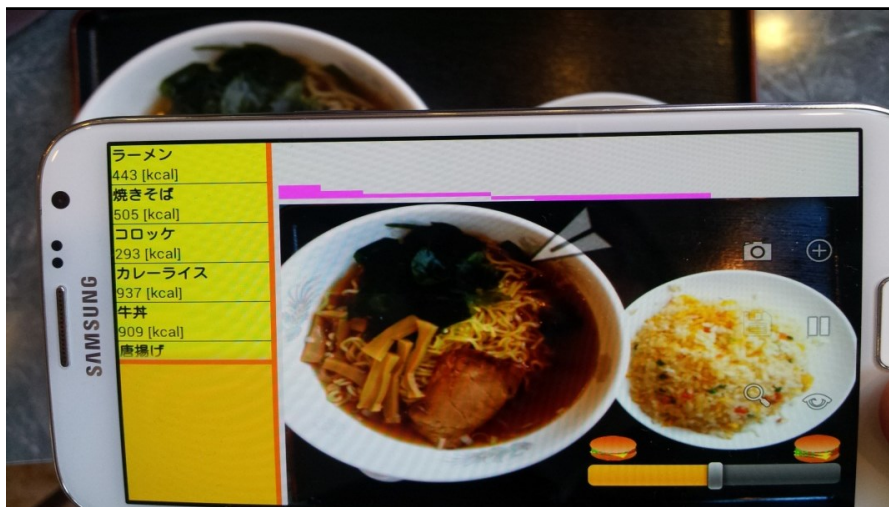 ラーメン
443 [kcal]
焼きそば
505 [kcal]
コロッケ
293 [kcal]
カレーライス
937 [kcal]
牛丼
909 [kcal]
唐揚げ
SAMSUNG